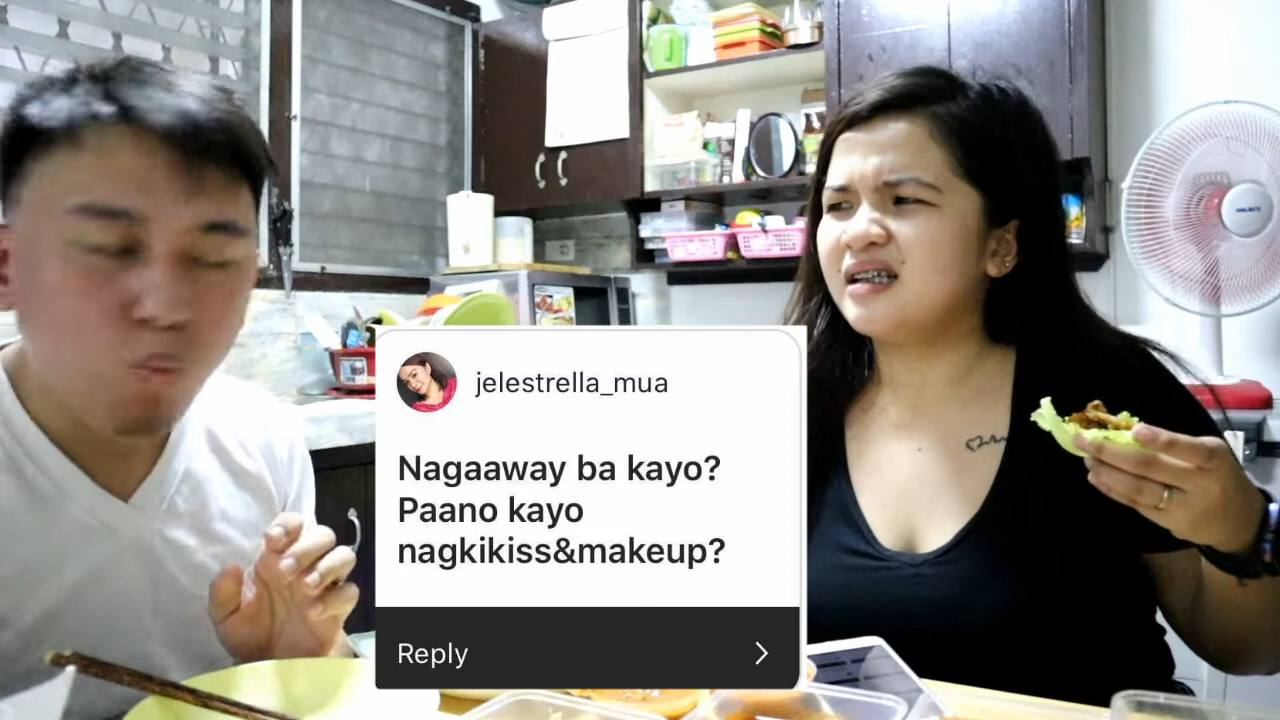 jelestrella_mua
Nagaaway ba kayo?
Paano kayo
nagkikiss&makeup?
Reply